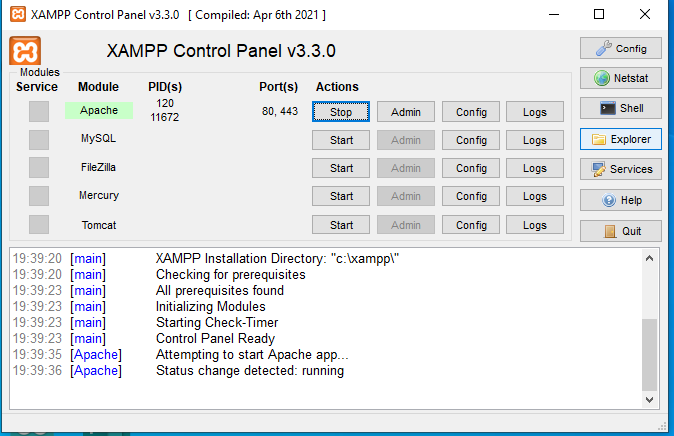 XAMPP Control Panel v3.3.0 [ Compiled: Apr 6th 2021 ]
XAMPP Control Panel v3.3.0
Config
Modules
Service Module PID(s) Port(s) Actions
Netstat
Apache 120 11672 80, 443 Stop Admin Config Logs
Shell
MySQL Start Admin Config Logs
Explorer
FileZilla Start Admin Config Logs
Services
Mercury Start Admin Config Logs
Help
Tomcat Start Admin Config Logs
Quit
19:39:20 [main] XAMPP Installation Directory: "c:\xampp\"
19:39:20 [main] Checking for prerequisites
19:39:23 [main] All prerequisites found
19:39:23 [main] Initializing Modules
19:39:23 [main] Starting Check-Timer
19:39:23 [main] Control Panel Ready
19:39:35 [Apache] Attempting to start Apache app...
19:39:36 [Apache] Status change detected: running